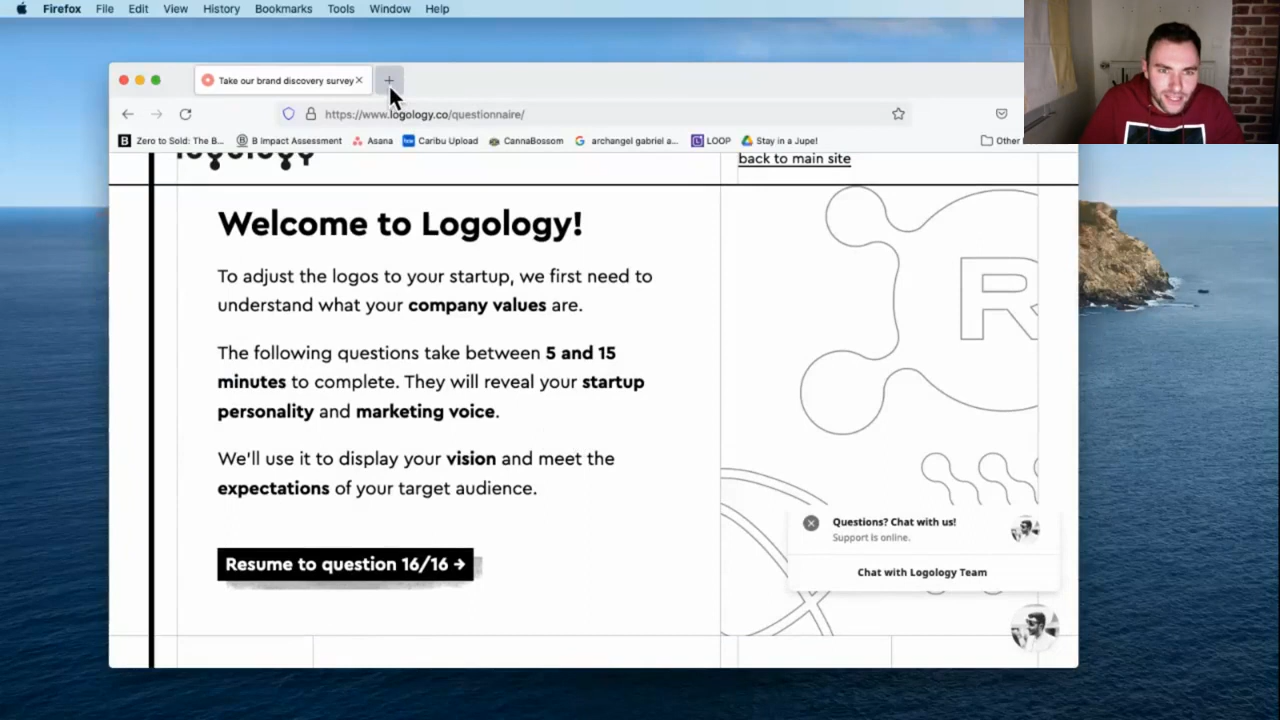 Firefox File Edit View History Bookmarks Tools Window Help
Take our brand discovery survey
https://www.logology.co/questionnaire/
Zero to Sold: The B... B Impact Assessment Asana Caribu Upload CannaBossom archangel gabriel a... LOOP Stay in a Jupe! Other
logology
back to main site
Welcome to Logology!
To adjust the logos to your startup, we first need to
understand what your company values are.
The following questions take between 5 and 15
minutes to complete. They will reveal your startup
personality and marketing voice.
We'll use it to display your vision and meet the
expectations of your target audience.
Resume to question 16/16 →
R
Questions? Chat with us!
Support is online.
Chat with Logology Team